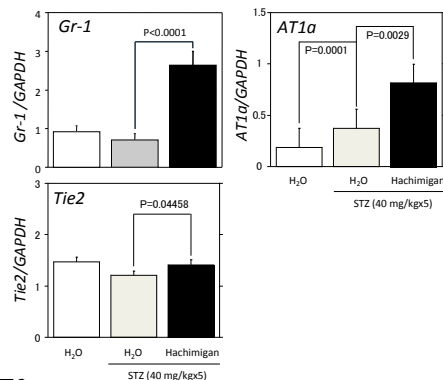 Gr-1
P<0.0001
Gr-1 /GAPDH
4
3
2
1
0
AT1a
P=0.0029
P=0.0001
AT1a/GAPDH
1.5
1
0.5
0
H₂O H₂O Hachimigan
STZ (40 mg/kgx5)
Tie2
P=0.04458
Tie2/GAPDH
3
2
1
0
H₂O H₂O Hachimigan
STZ (40 mg/kgx5)